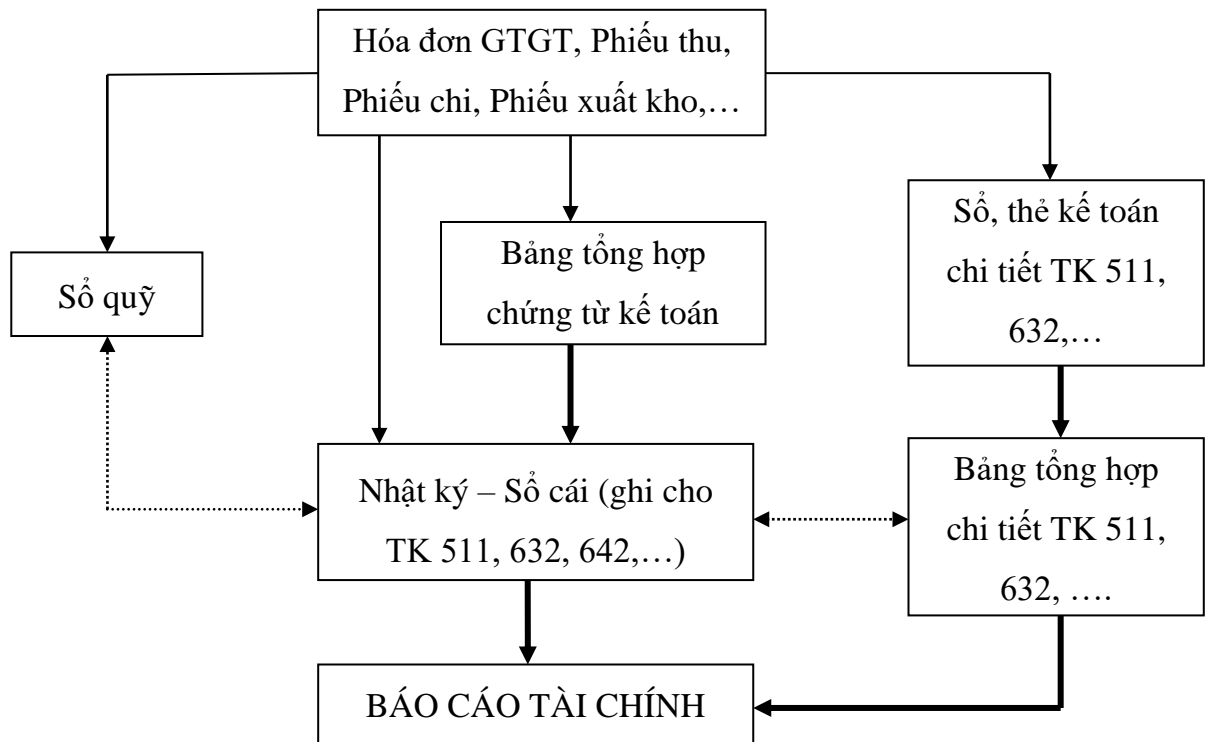 Hóa đơn GTGT, Phiếu thu,
Phiếu chi, Phiếu xuất kho,…
Sổ quỹ
Bảng tổng hợp
chứng từ kế toán
Sổ, thẻ kế toán
chi tiết TK 511,
632,…
Nhật ký – Sổ cái (ghi cho
TK 511, 632, 642,…)
Bảng tổng hợp
chi tiết TK 511,
632, ….
BÁO CÁO TÀI CHÍNH